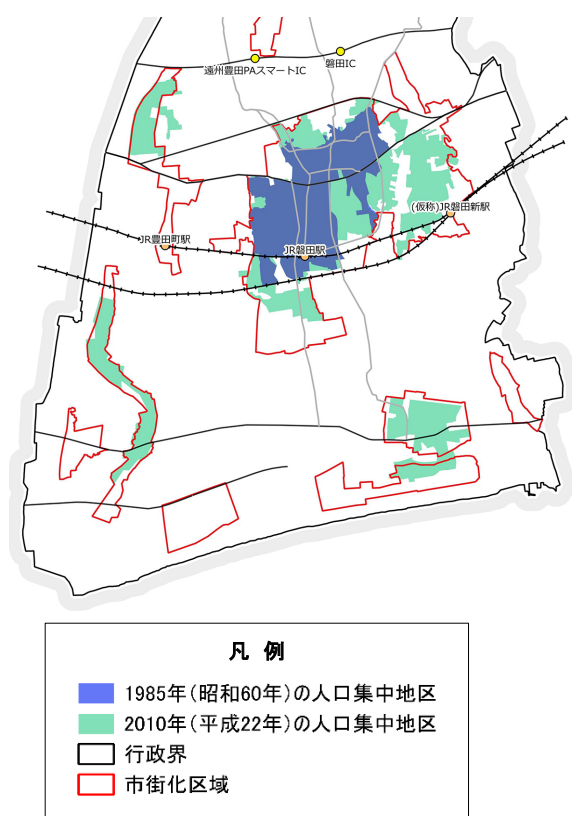 遠州豊田PAスマートIC
磐田IC
(仮称)JR磐田新駅
JR豊田町駅
JR磐田駅
凡 例
1985年(昭和60年)の人口集中地区
2010年(平成22年)の人口集中地区
行政界
市街化区域